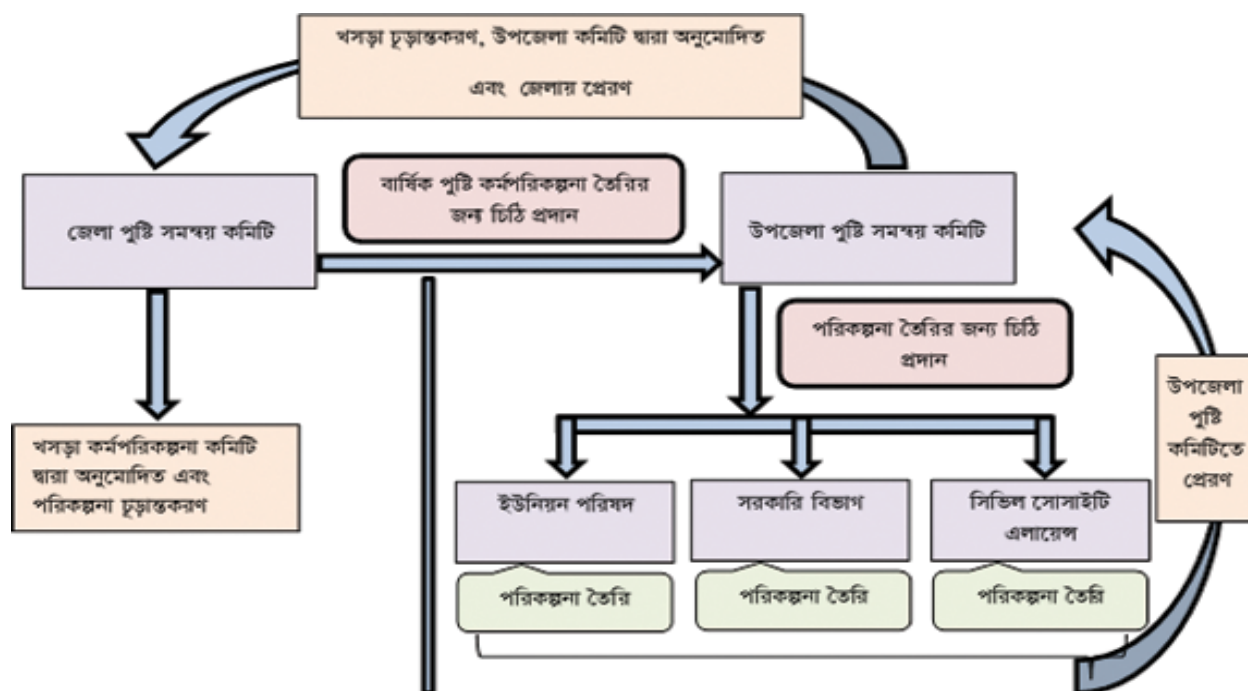 খসড়া চূড়ান্তকরণ, উপজেলা কমিটি দ্বারা অনুমোদিত
এবং জেলায় প্রেরণ
বার্ষিক পুষ্টি কর্মপরিকল্পনা তৈরির
জন্য চিঠি প্রদান
জেলা পুষ্টি সমন্বয় কমিটি
উপজেলা পুষ্টি সমন্বয় কমিটি
পরিকল্পনা তৈরির জন্য চিঠি
প্রদান
উপজেলা
পুষ্টি
কমিটিতে
প্রেরণ
খসড়া কর্মপরিকল্পনা কমিটি
দ্বারা অনুমোদিত এবং
পরিকল্পনা চূড়ান্তকরণ
ইউনিয়ন পরিষদ
সরকারি বিভাগ
সিভিল সোসাইটি
এলায়েন্স
পরিকল্পনা তৈরি
পরিকল্পনা তৈরি
পরিকল্পনা তৈরি